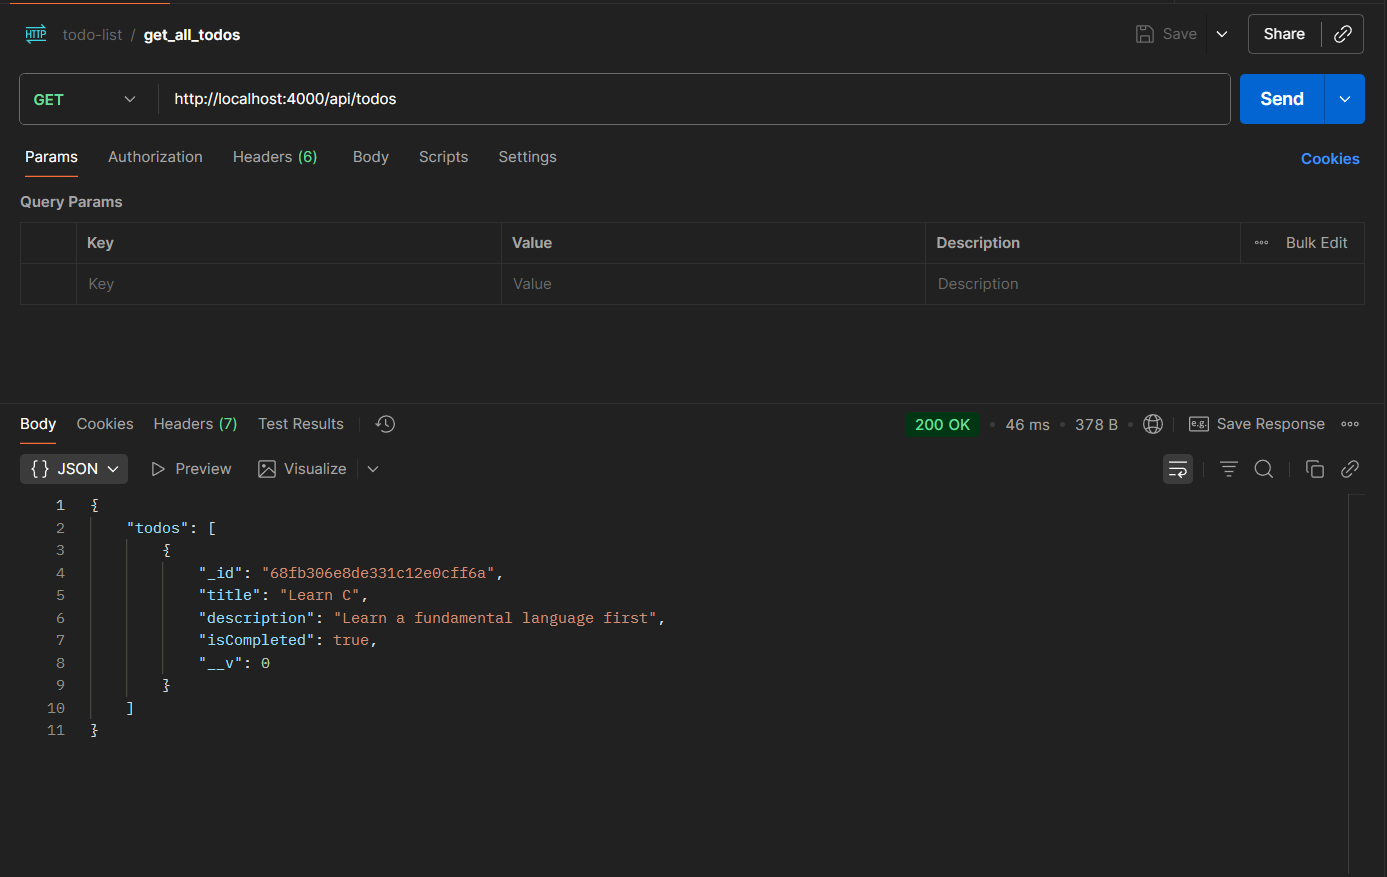 HTTP todo-list / get_all_todos Save Share
GET http://localhost:4000/api/todos Send
Params Authorization Headers (6) Body Scripts Settings Cookies
Query Params
Key Value Description Bulk Edit
Key Value Description
Body Cookies Headers (7) Test Results 200 OK 46 ms 378 B e.g. Save Response
{} JSON Preview Visualize
1 {
2 "todos": [
3 {
4 "_id": "68fb306e8de331c12e0cff6a",
5 "title": "Learn C",
6 "description": "Learn a fundamental language first",
7 "isCompleted": true,
8 "__v": 0
9 }
10 ]
11 }